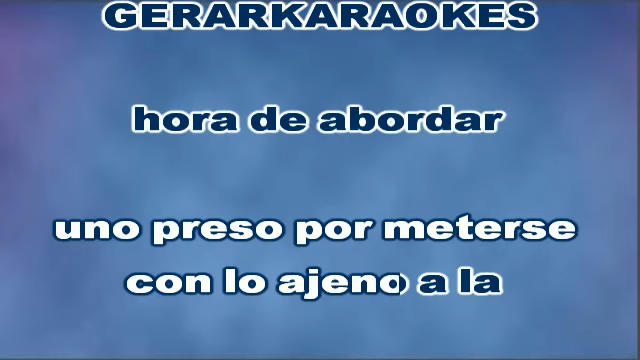 GERARKARAOKES
hora de abordar
uno preso por meterse
con lo ajeno a la